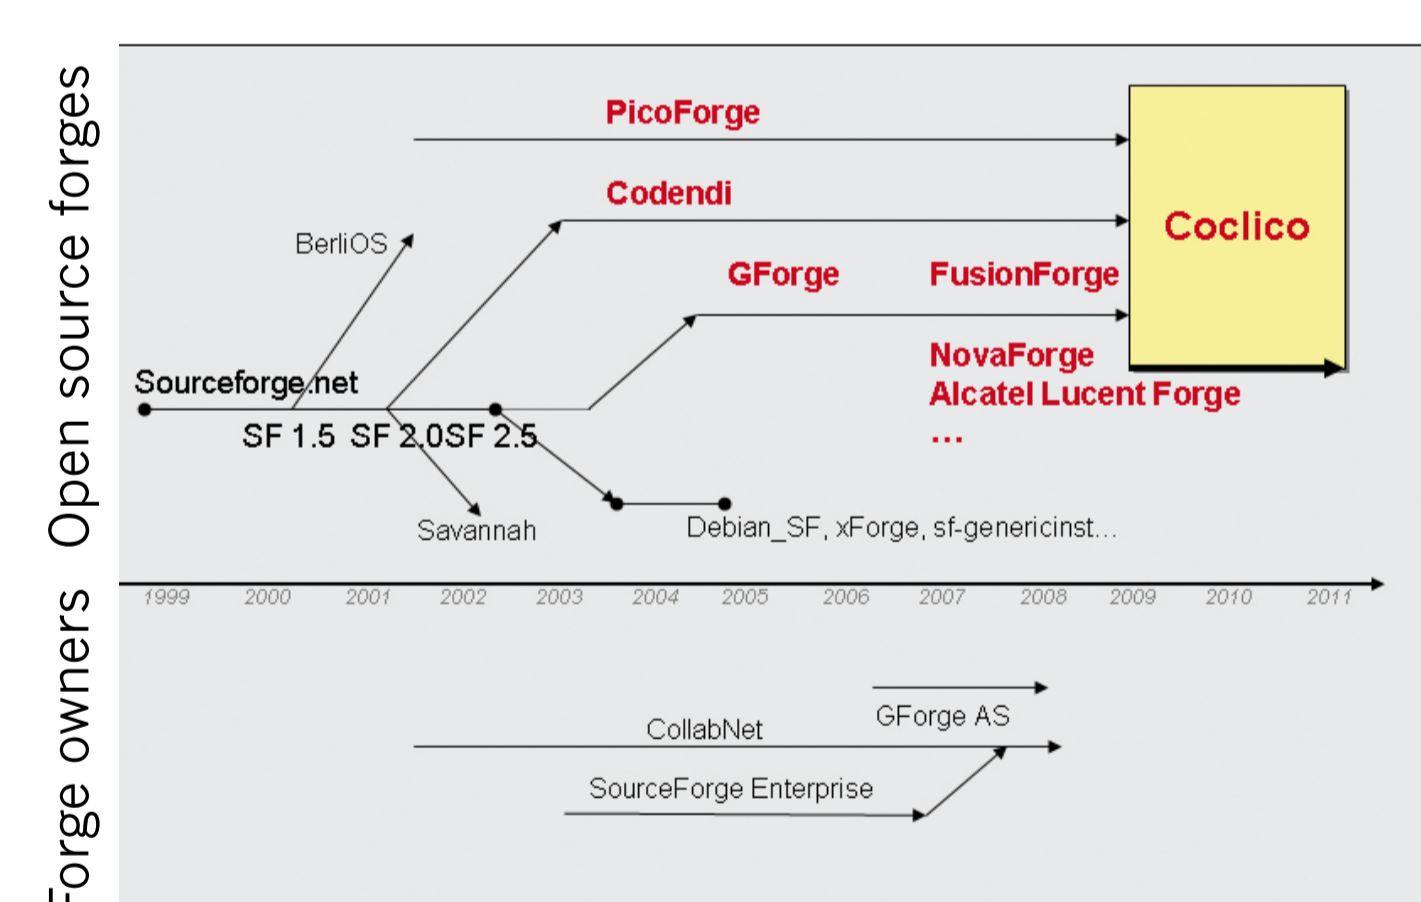 Open source forges
PicoForge
Codendi
Coclico
BerliOS
GForge
FusionForge
NovaForge
Alcatel Lucent Forge
...
Sourceforge.net
SF 1.5 SF 2.0SF 2.5
Savannah
Debian_SF, xForge, sf-genericinst...
1999 2000 2001 2002 2003 2004 2005 2006 2007 2008 2009 2010 2011
Forge owners
GForge AS
CollabNet
SourceForge Enterprise